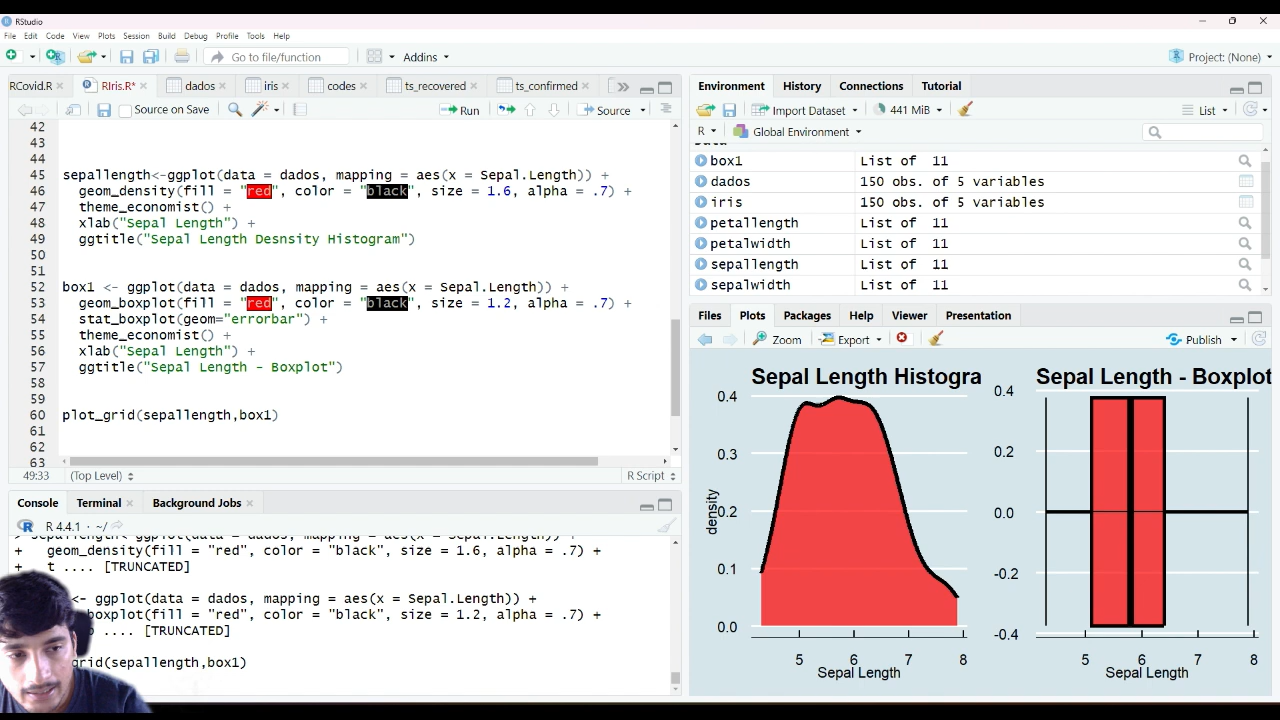 RStudio
File Edit Code View Plots Session Build Debug Profile Tools Help
Go to file/function Addins Project: (None)
RCovid.R RIris.R* dados iris codes ts_recovered ts_confirmed
Source on Save Run Source
42
43
44
45 sepallength<-ggplot(data = dados, mapping = aes(x = Sepal.Length)) +
46 geom_density(fill = "red", color = "black", size = 1.6, alpha = .7) +
47 theme_economist() +
48 xlab("Sepal Length") +
49 ggtitle("Sepal Length Desnsity Histogram")
50
51
52 box1 <- ggplot(data = dados, mapping = aes(x = Sepal.Length)) +
53 geom_boxplot(fill = "red", color = "black", size = 1.2, alpha = .7) +
54 stat_boxplot(geom="errorbar") +
55 theme_economist() +
56 xlab("Sepal Length") +
57 ggtitle("Sepal Length - Boxplot")
58
59
60 plot_grid(sepallength,box1)
61
62
63
49:33 (Top Level) R Script
Console Terminal Background Jobs
R R 4.4.1 · ~/
> sepallength<-ggplot(data = dados, mapping = aes(x = Sepal.Length)) +
+ geom_density(fill = "red", color = "black", size = 1.6, alpha = .7) +
+ t .... [TRUNCATED]
<- ggplot(data = dados, mapping = aes(x = Sepal.Length)) +
boxplot(fill = "red", color = "black", size = 1.2, alpha = .7) +
.... [TRUNCATED]
grid(sepallength,box1)
Environment History Connections Tutorial
Import Dataset 441 MiB List
R Global Environment
Data
box1 List of 11
dados 150 obs. of 5 variables
iris 150 obs. of 5 variables
petallength List of 11
petalwidth List of 11
sepallength List of 11
sepalwidth List of 11
Files Plots Packages Help Viewer Presentation
Zoom Export Publish
Sepal Length Histogra
0.4
0.3
0.2
0.1
0.0
density
5 6 7 8
Sepal Length
Sepal Length - Boxplot
0.4
0.2
0.0
-0.2
-0.4
5 6 7 8
Sepal Length